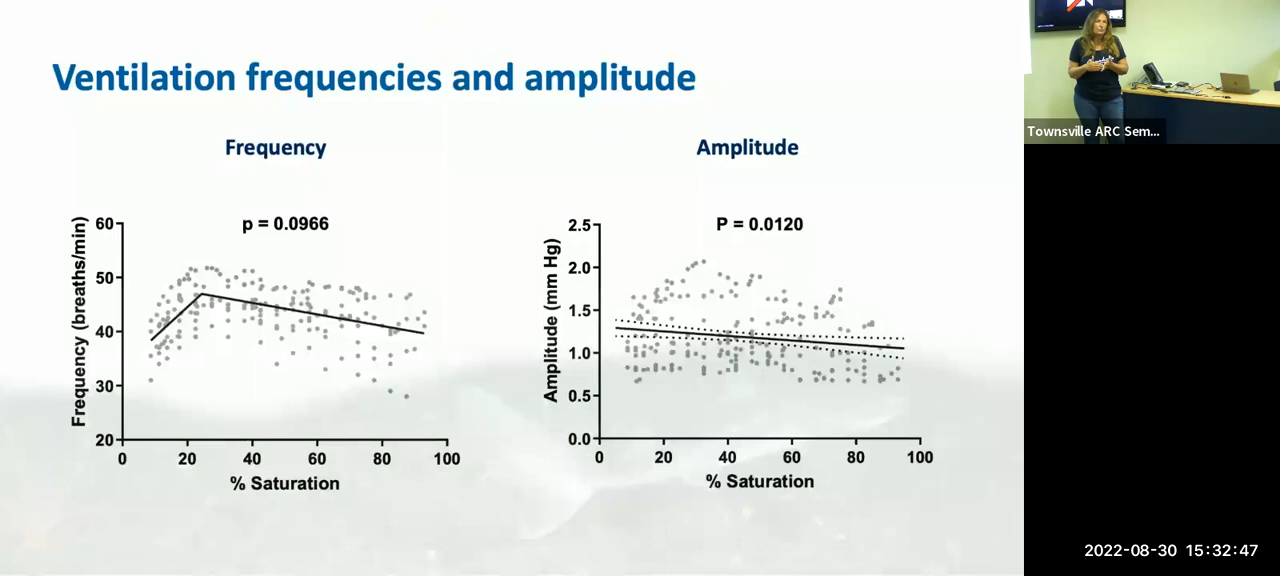 Ventilation frequencies and amplitude
Frequency
Amplitude
p = 0.0966
P = 0.0120
Frequency (breaths/min)
60
50
40
30
20
0
20
40
60
80
100
% Saturation
Amplitude (mm Hg)
2.5
2.0
1.5
1.0
0.5
0.0
0
20
40
60
80
100
% Saturation
Townsville ARC Sem...
2022-08-30 15:32:47